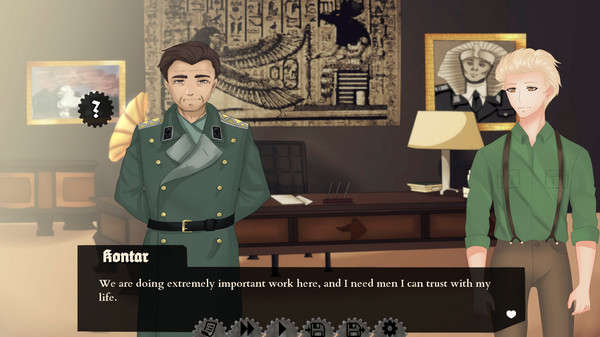 ?
Kontar
We are doing extremely important work here, and I need men I can trust with my
life.